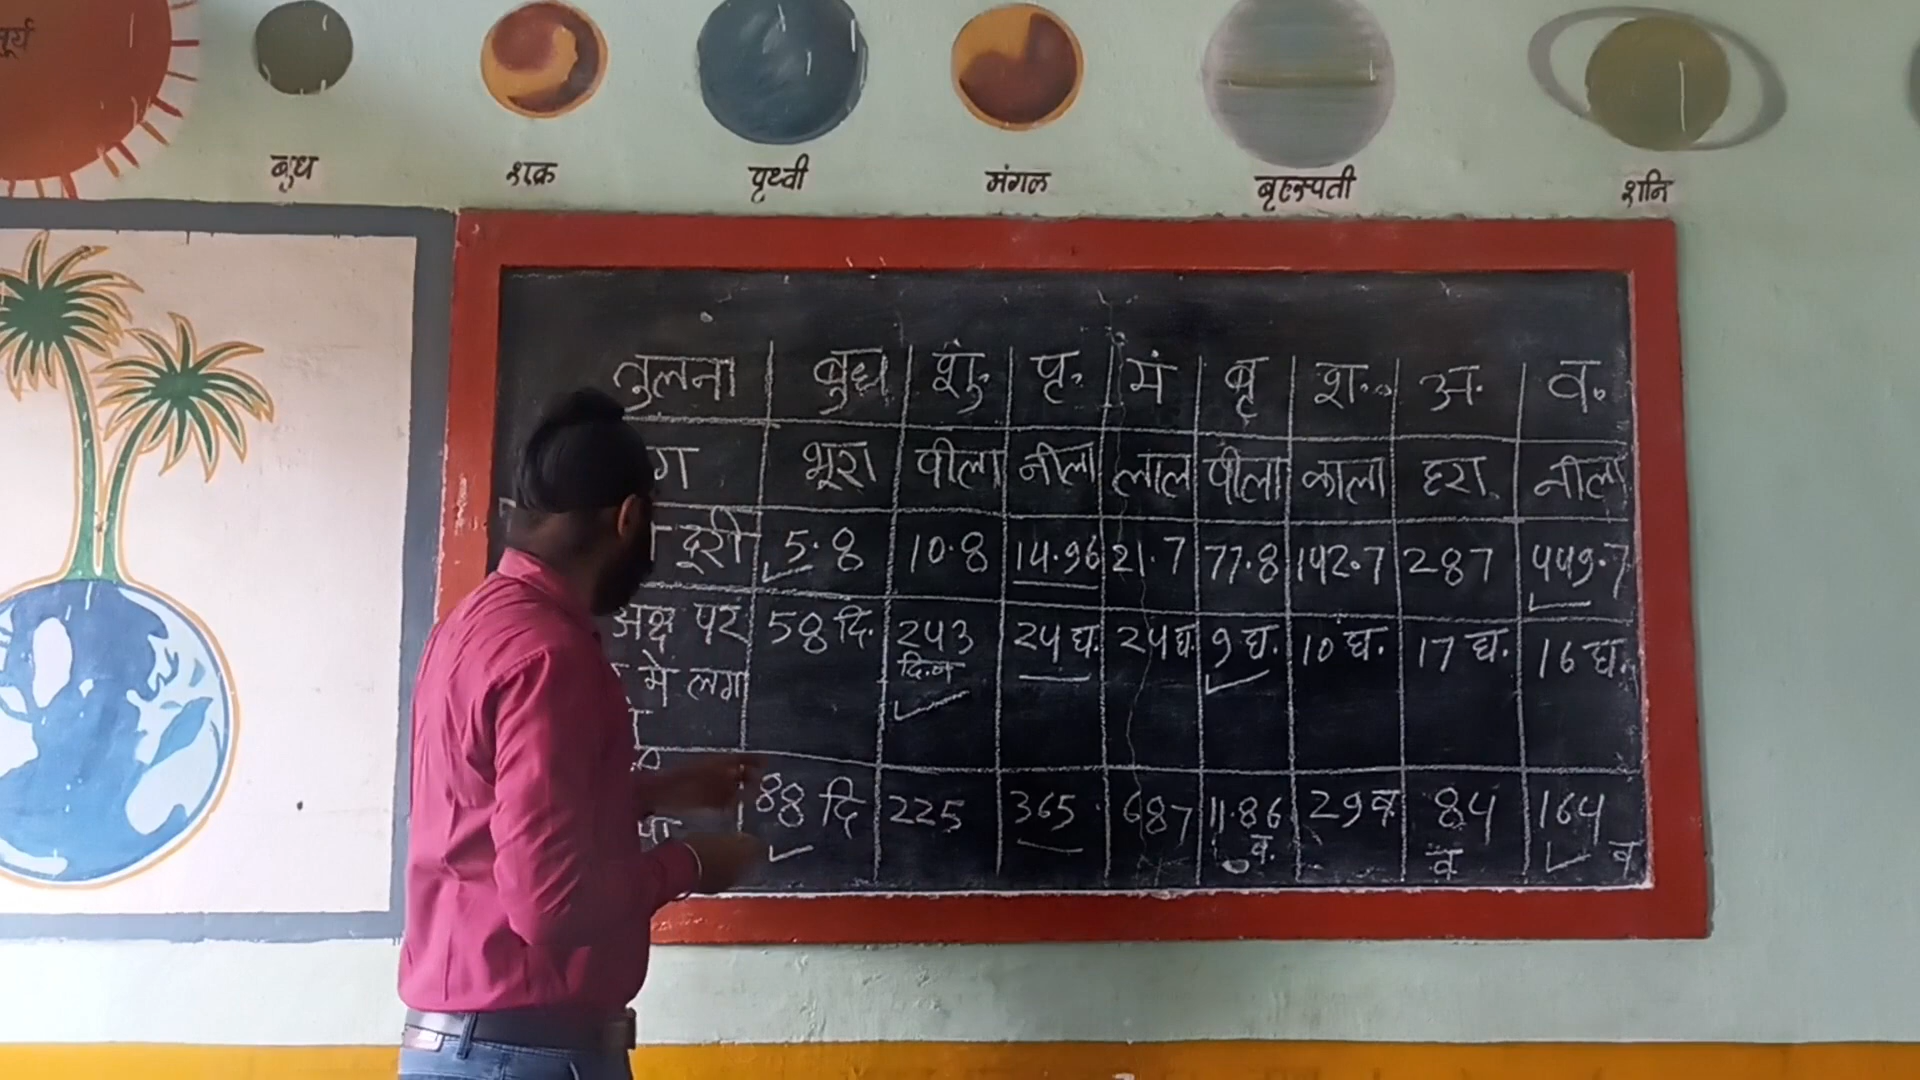 सूर्य
बुध शुक्र पृथ्वी मंगल बृहस्पती शनि
तुलना बुध शु॰ पृ॰ मं बृ श॰ अ॰ व॰
ग भूरा पीला नीला लाल पीला काला हरा नीला
दूरी 5.8 10.8 14.96 21.7 77.8 142.7 287 449.7
अक्ष पर 58 दि. 243 24 घ. 24 घ. 9 घ. 10 घ. 17 घ. 16 घ.
दि.न
मे लगा
88 दि 225 365 687 11.86 29व 84 164
व. व व